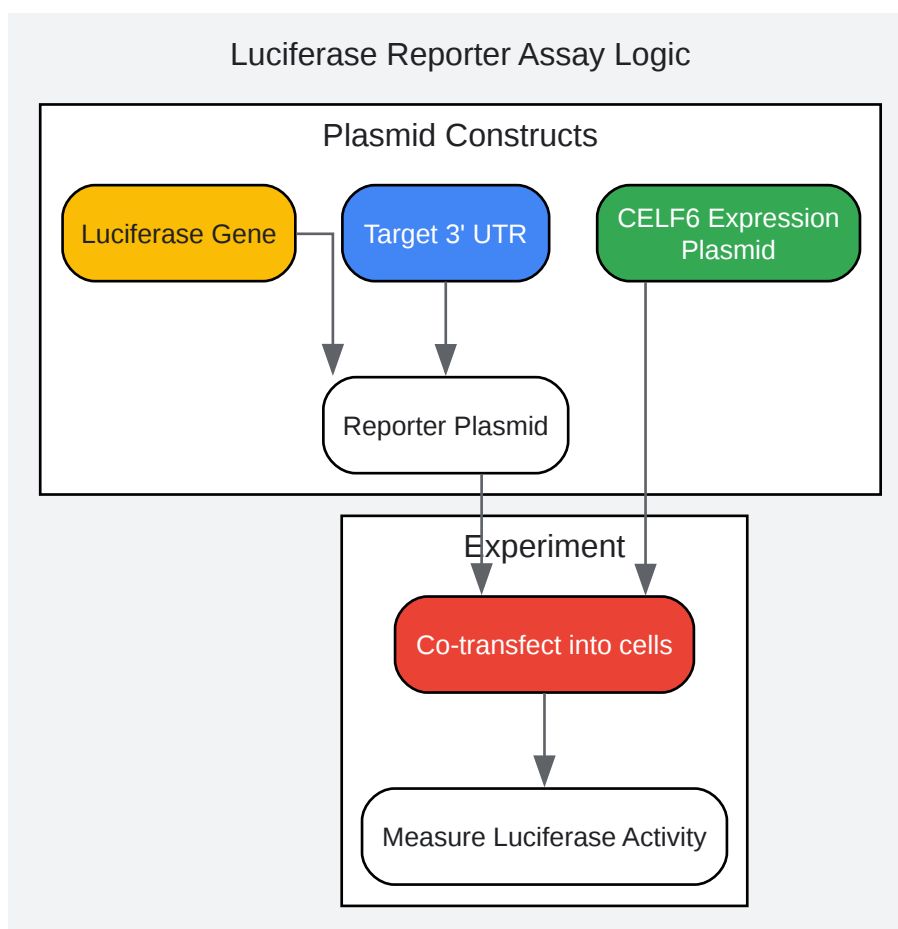 Luciferase Reporter Assay Logic
Plasmid Constructs
Luciferase Gene
Target 3' UTR
CELF6 Expression
Plasmid
Reporter Plasmid
Experiment
Co-transfect into cells
Measure Luciferase Activity